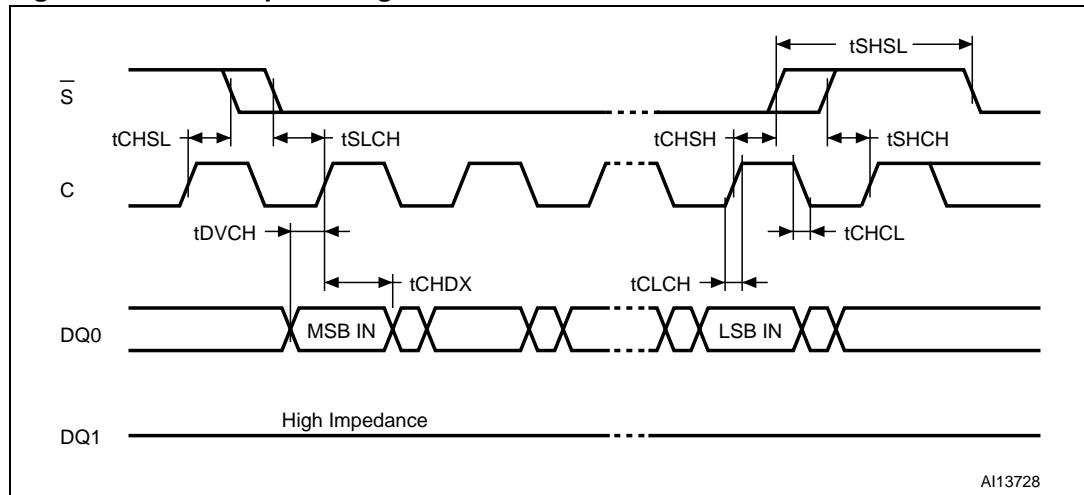 tSHSL
S
tCHSL
tSLCH
tCHSH
tSHCH
C
tDVCH
tCHCL
tCHDX
tCLCH
DQ0
MSB IN
LSB IN
High Impedance
DQ1
AI13728